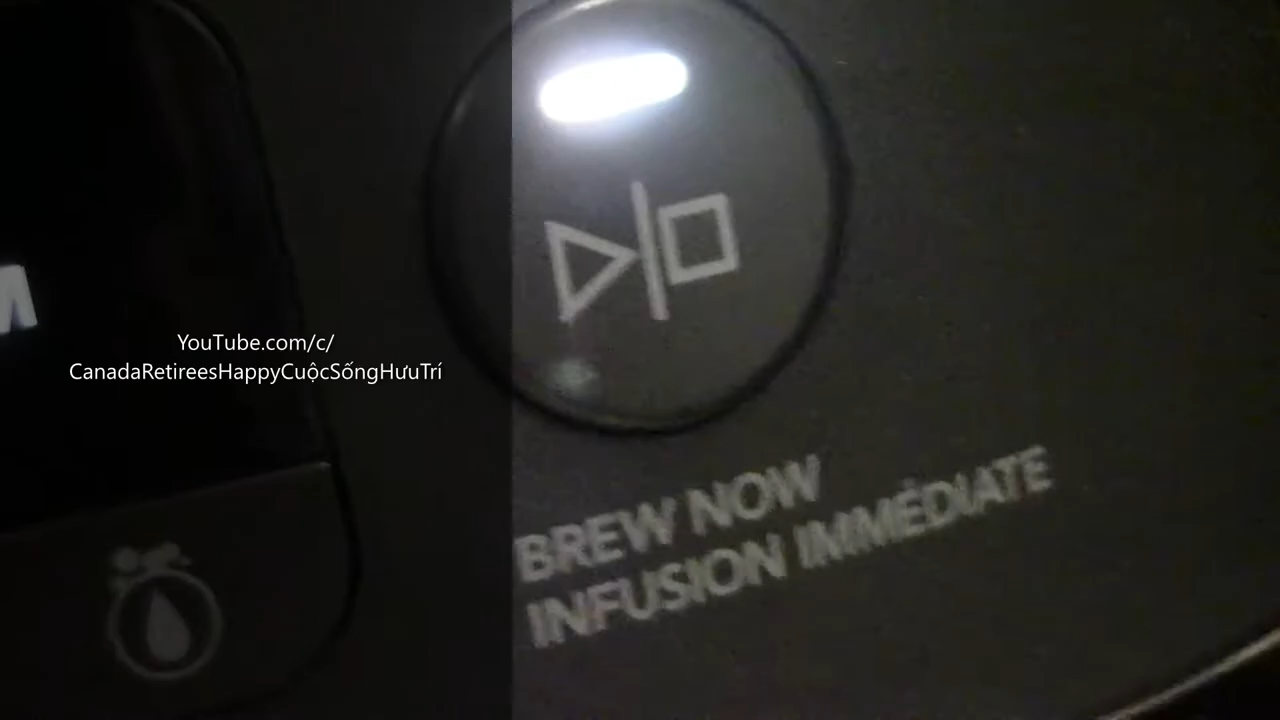 M
YouTube.com/c/
CanadaRetireesHappyCuộcSốngHưuTrí
BREW NOW
INFUSION IMMÉDIATE